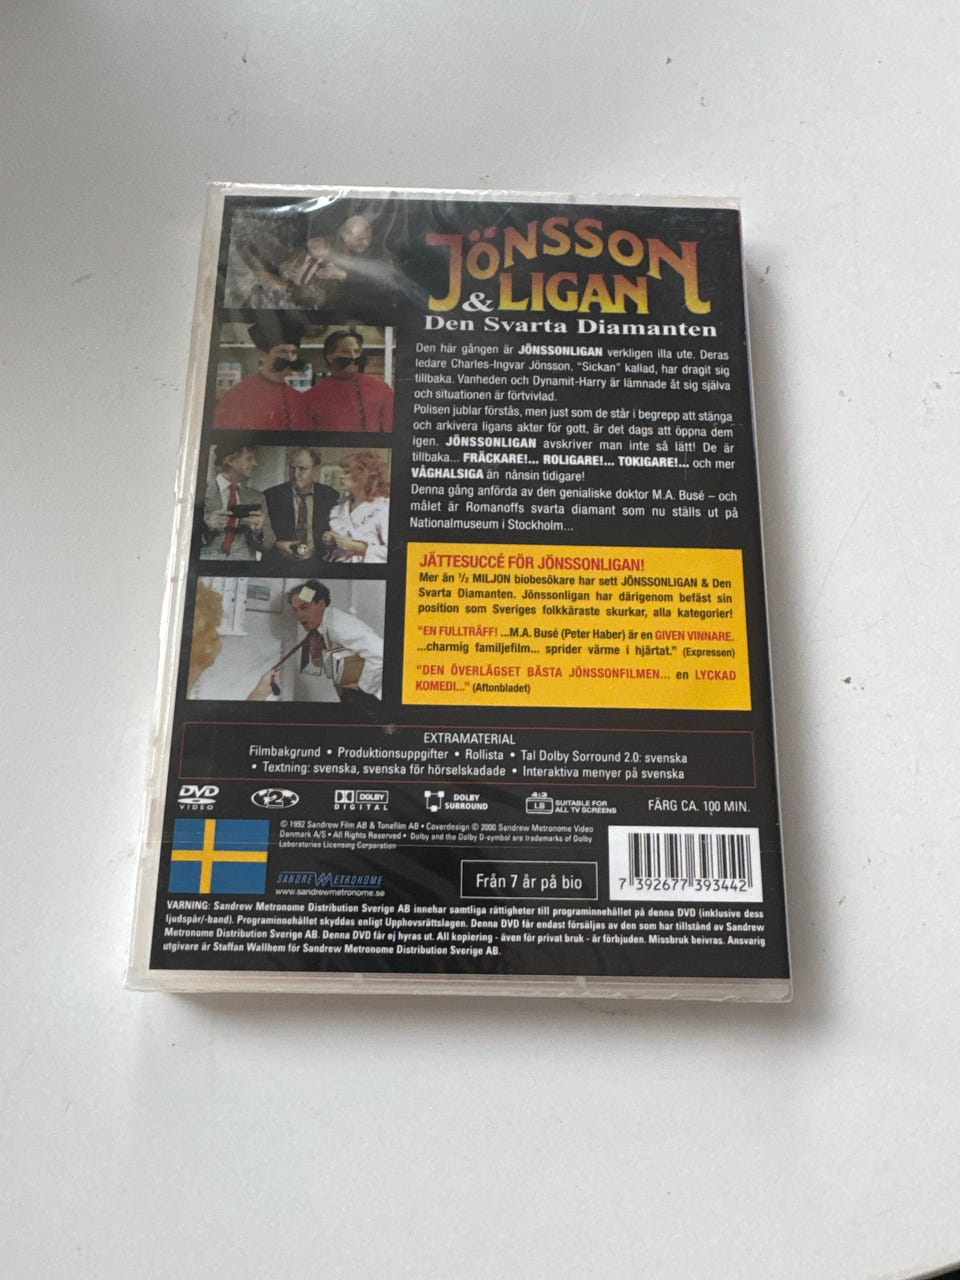 JÖNSSON
& LIGAN
Den Svarta Diamanten
Den här gången är JÖNSSONLIGAN verkligen illa ute. Deras
ledare Charles-Ingvar Jönsson, "Sickan" kallad, har dragit sig
tillbaka. Vanheden och Dynamit-Harry är lämnade åt sig själva
och situationen är förtvivlad.
Polisen jublar förstås, men just som de står i begrepp att stänga
och arkivera ligans akter för gott, är det dags att öppna dem
igen. JÖNSSONLIGAN avskriver man inte så lätt! De är
tillbaka... FRÄCKARE!... ROLIGARE!... TOKIGARE!... och mer
VÅGHALSIGA än nånsin tidigare!
Denna gång anförda av den genialiske doktor M.A. Busé – och
målet är Romanoffs svarta diamant som nu ställs ut på
Nationalmuseum i Stockholm...
JÄTTESUCCÉ FÖR JÖNSSONLIGAN!
Mer än ½ MILJON biobesökare har sett JÖNSSONLIGAN & Den
Svarta Diamanten. Jönssonligan har därigenom befäst sin
position som Sveriges folkkäraste skurkar, alla kategorier!
"EN FULLTRÄFF! ...M.A. Busé (Peter Haber) är en GIVEN VINNARE.
...charmig familjefilm... sprider värme i hjärtat." (Expressen)
"DEN ÖVERLÄGSET BÄSTA JÖNSSONFILMEN... en LYCKAD
KOMEDI..." (Aftonbladet)
EXTRAMATERIAL
Filmbakgrund • Produktionsuppgifter • Rollista • Tal Dolby Sorround 2.0: svenska
• Textning: svenska, svenska för hörselskadade • Interaktiva menyer på svenska
DVD VIDEO 2 DOLBY DIGITAL DOLBY SURROUND 4:3 LB SUITABLE FOR ALL TV SCREENS FÄRG CA. 100 MIN.
© 1992 Sandrew Film AB & Tonefilm AB • Coverdesign © 2000 Sandrew Metronome Video
Danmark A/S • All Rights Reserved • Dolby and the Dolby D-symbol are trademarks of Dolby
Laboratories Licensing Corporation
SANDREW METRONOME
www.sandrewmetronome.se
Från 7 år på bio
7 392677 393442
VARNING: Sandrew Metronome Distribution Sverige AB innehar samtliga rättigheter till programinnehållet på denna DVD (inklusive dess
ljudspår/-band). Programinnehållet skyddas enligt Upphovsrättslagen. Denna DVD får endast försäljas av den som har tillstånd av Sandrew
Metronome Distribution Sverige AB. Denna DVD får ej hyras ut. All kopiering - även för privat bruk - är förbjuden. Missbruk beivras. Ansvarig
utgivare är Staffan Wallhem för Sandrew Metronome Distribution Sverige AB.